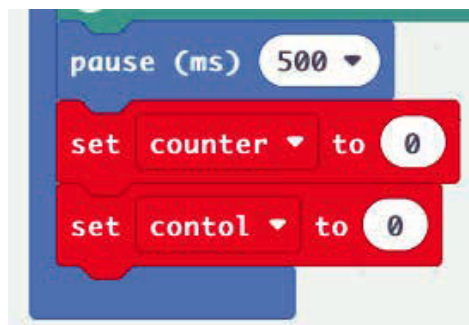 pause (ms) 500
set counter to 0
set contol to 0